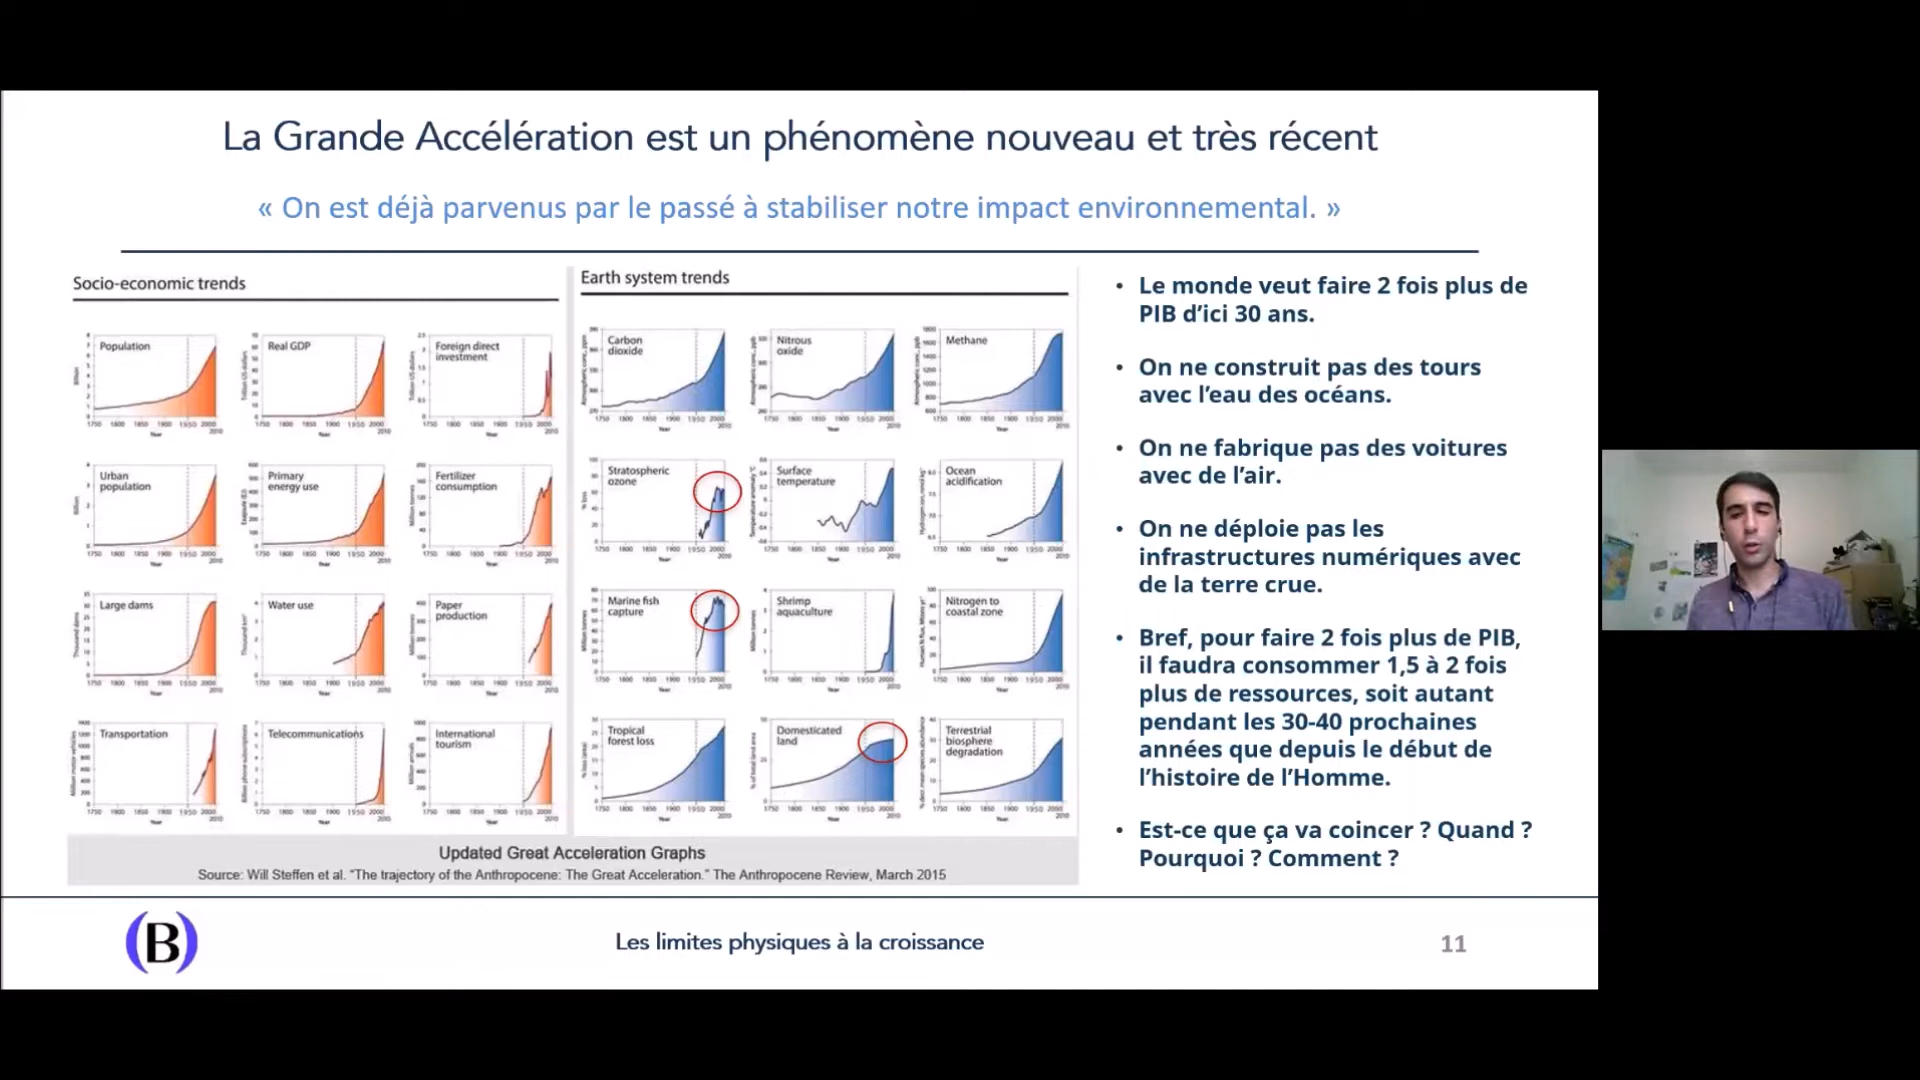 La Grande Accélération est un phénomène nouveau et très récent
« On est déjà parvenus par le passé à stabiliser notre impact environnemental. »
Socio-economic trends
Population
Real GDP
Foreign direct
investment
Urban
population
Primary
energy use
Fertilizer
consumption
Large dams
Water use
Paper
production
Transportation
Telecommunications
International
tourism
Earth system trends
Carbon
dioxide
Nitrous
oxide
Methane
Stratospheric
ozone
Surface
temperature
Ocean
acidification
Marine fish
capture
Shrimp
aquaculture
Nitrogen to
coastal zone
Tropical
forest loss
Domesticated
land
Terrestrial
biosphere
degradation
Updated Great Acceleration Graphs
Source: Will Steffen et al. "The trajectory of the Anthropocene: The Great Acceleration." The Anthropocene Review, March 2015
• Le monde veut faire 2 fois plus de
PIB d’ici 30 ans.
• On ne construit pas des tours
avec l’eau des océans.
• On ne fabrique pas des voitures
avec de l’air.
• On ne déploie pas les
infrastructures numériques avec
de la terre crue.
• Bref, pour faire 2 fois plus de PIB,
il faudra consommer 1,5 à 2 fois
plus de ressources, soit autant
pendant les 30-40 prochaines
années que depuis le début de
l’histoire de l’Homme.
• Est-ce que ça va coincer ? Quand ?
Pourquoi ? Comment ?
(B)
Les limites physiques à la croissance
11